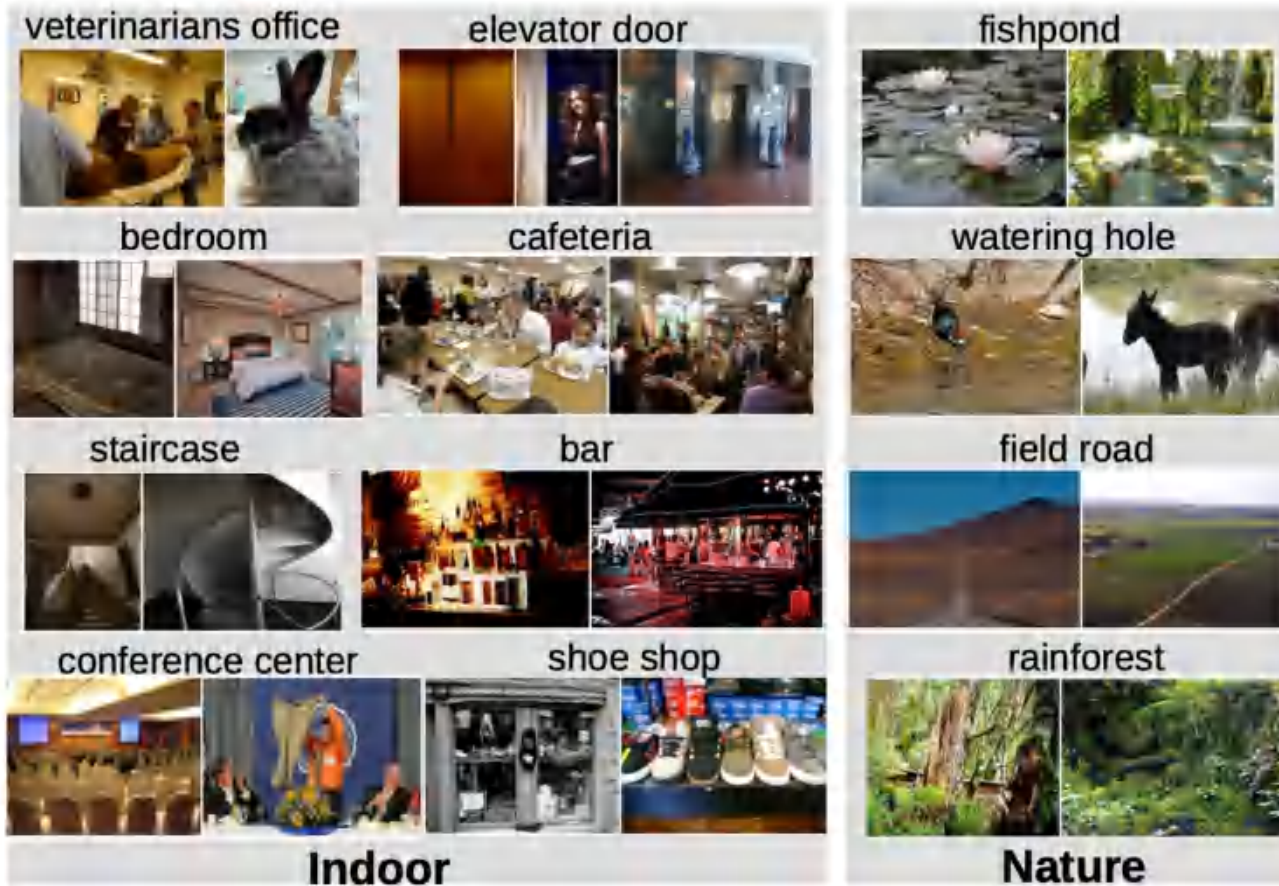 veterinarians office
elevator door
fishpond
bedroom
cafeteria
watering hole
staircase
bar
field road
conference center
shoe shop
rainforest
Indoor
Nature